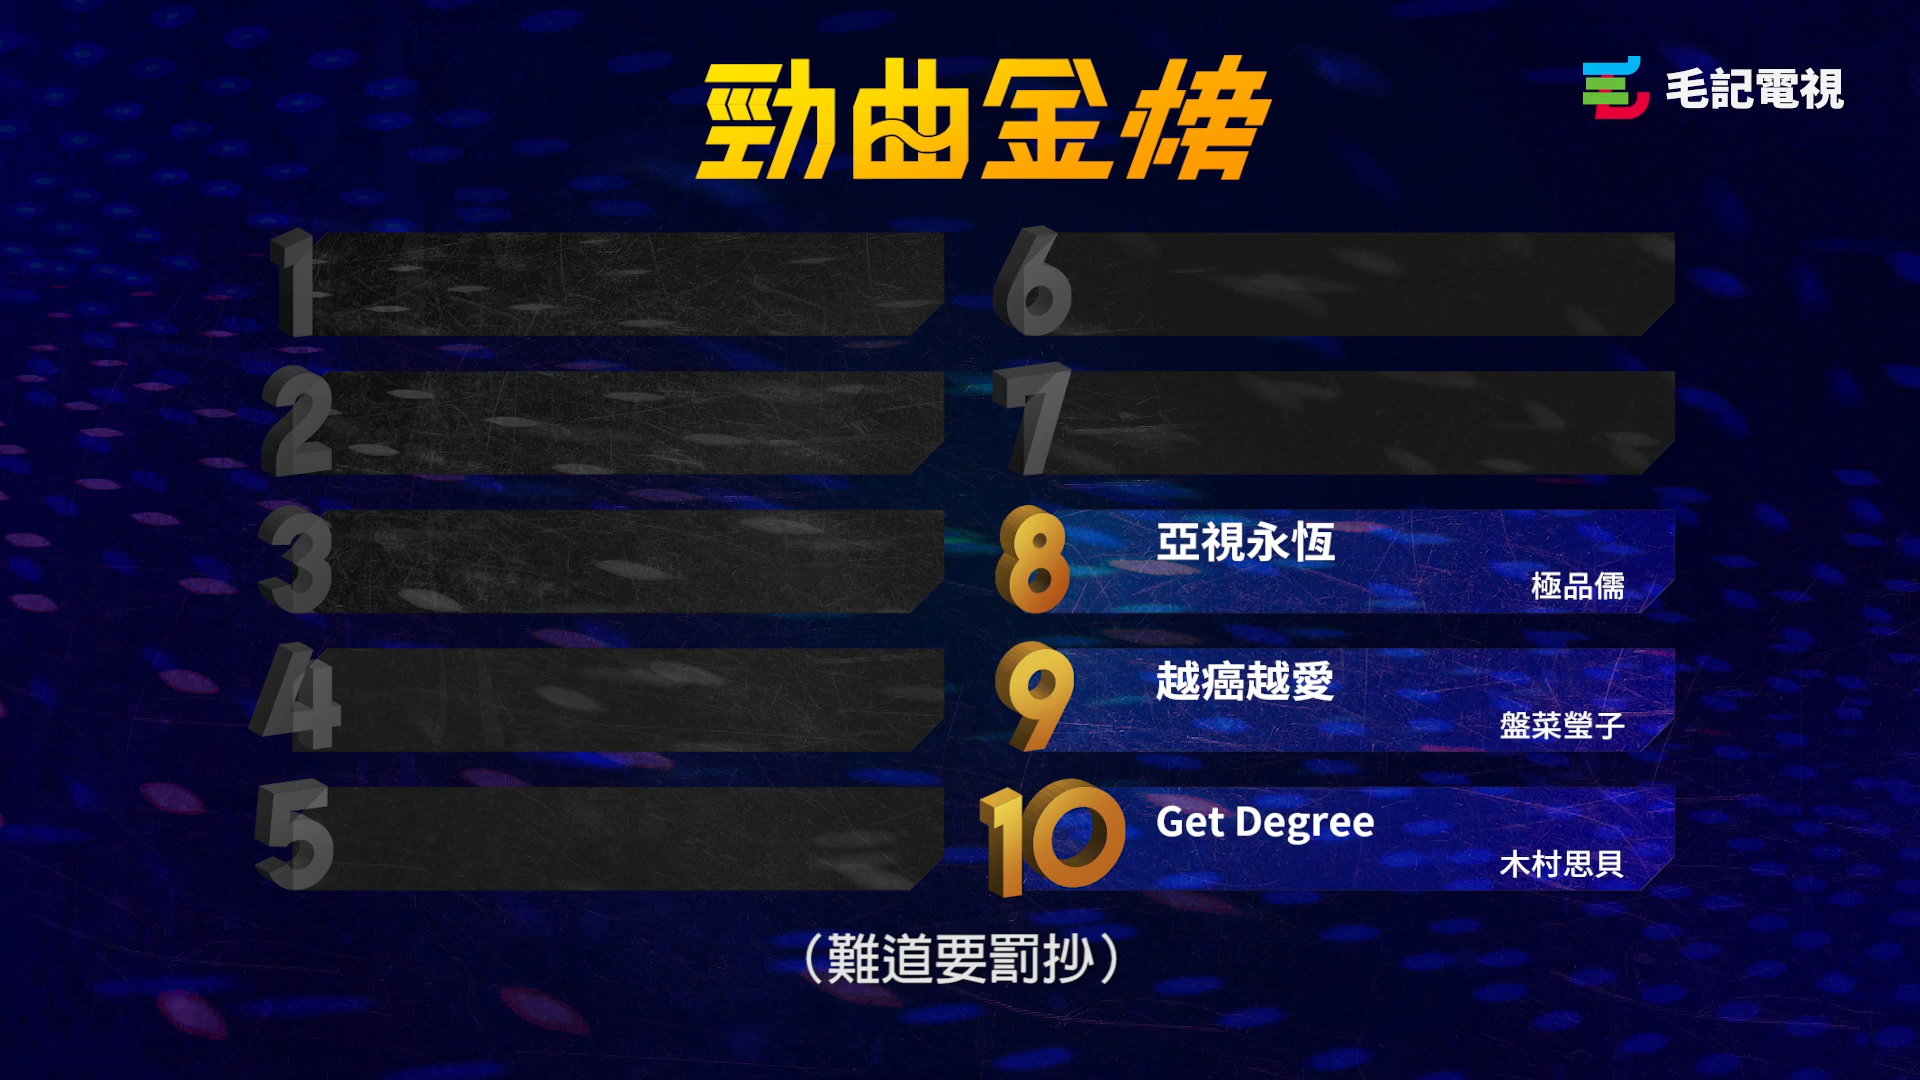 勁曲金榜
毛記電視
1
2
3
4
5
6
7
8
亞視永恆
極品儒
9
越癌越愛
盤菜瑩子
10
Get Degree
木村思貝
（難道要罰抄）